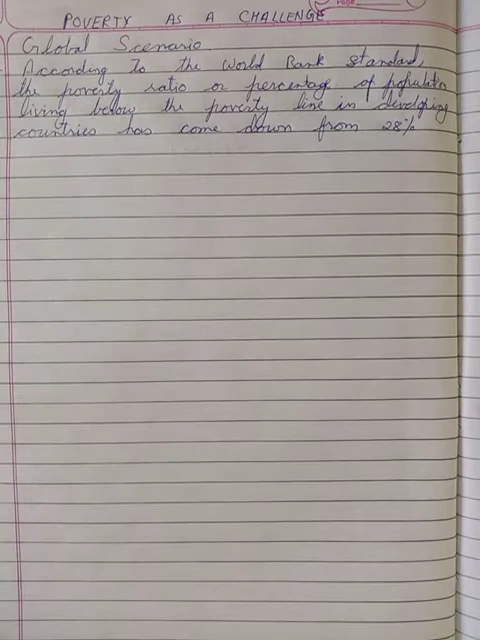 Page
POVERTY AS A CHALLENGE
Global Scenario
According To the World Bank standard,
the poverty ratio or percentage of population
living below the poverty line in developing
countries has come down from 28%